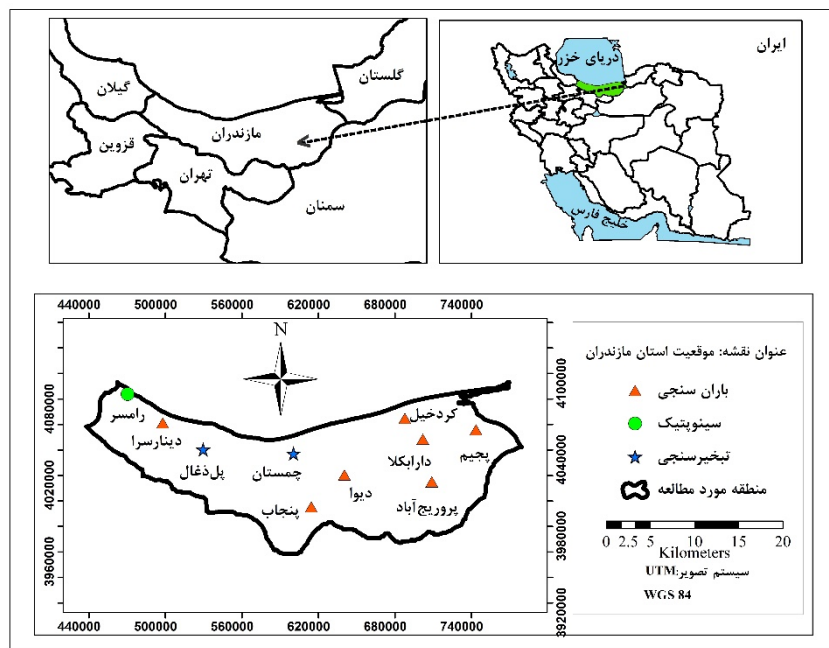 گیلان
گلستان
مازندران
قزوین
تهران
سمنان
ایران
دریای خزر
خلیج فارس
440000 500000 560000 620000 680000 740000
N
4080000
4020000
3960000
4100000
4040000
3980000
3920000
رامسر
دینارسرا
پل‌ذغال
چمستان
کردخیل
دارابکلا
پجیم
دیوا
پروریج‌آباد
پنجاب
440000 500000 560000 620000 680000 740000
عنوان نقشه: موقعیت استان مازندران
باران سنجی
سینوپتیک
تبخیرسنجی
منطقه مورد مطالعه
0 2.5 5 10 15 20
Kilometers
سیستم تصویر:UTM
WGS 84